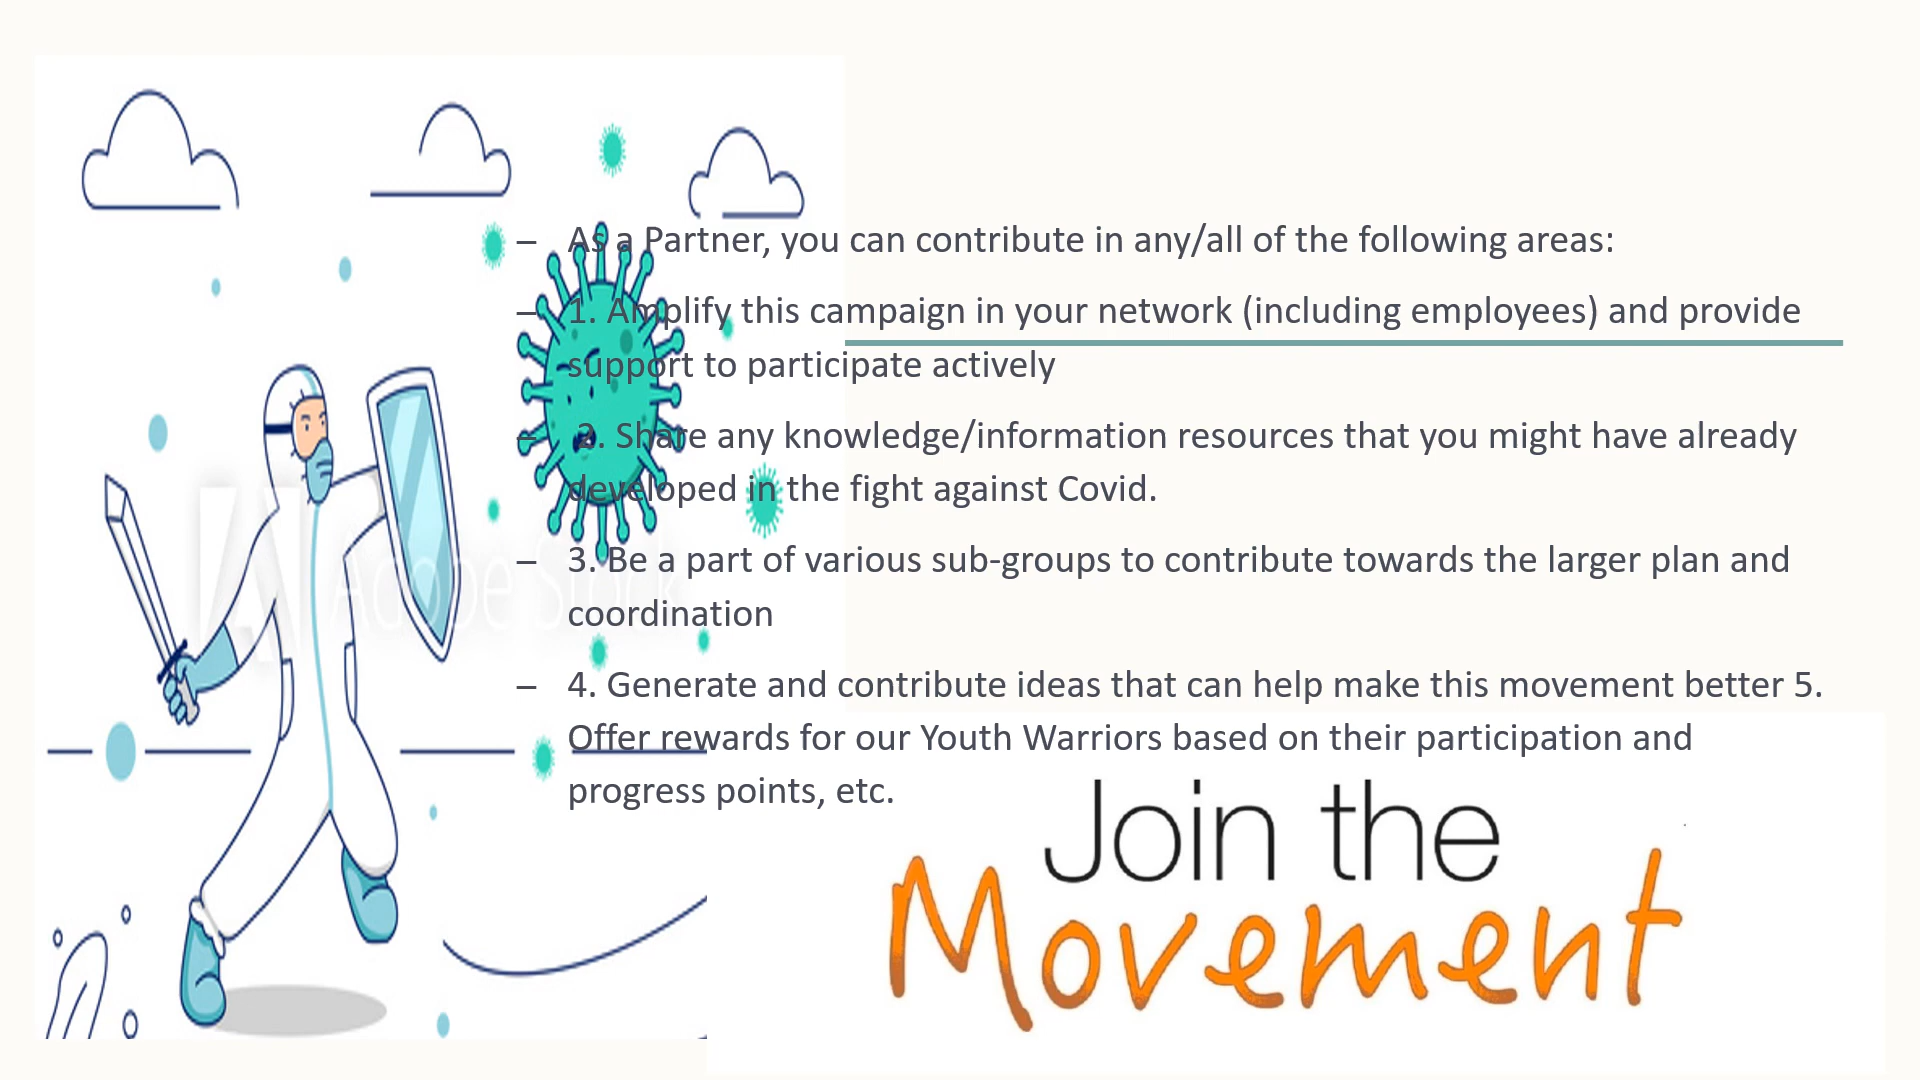 – As a Partner, you can contribute in any/all of the following areas:
– 1. Amplify this campaign in your network (including employees) and provide
support to participate actively
– 2. Share any knowledge/information resources that you might have already
developed in the fight against Covid.
– 3. Be a part of various sub-groups to contribute towards the larger plan and
coordination
– 4. Generate and contribute ideas that can help make this movement better 5.
Offer rewards for our Youth Warriors based on their participation and
progress points, etc.
Adobe Stock
Join the
Movement